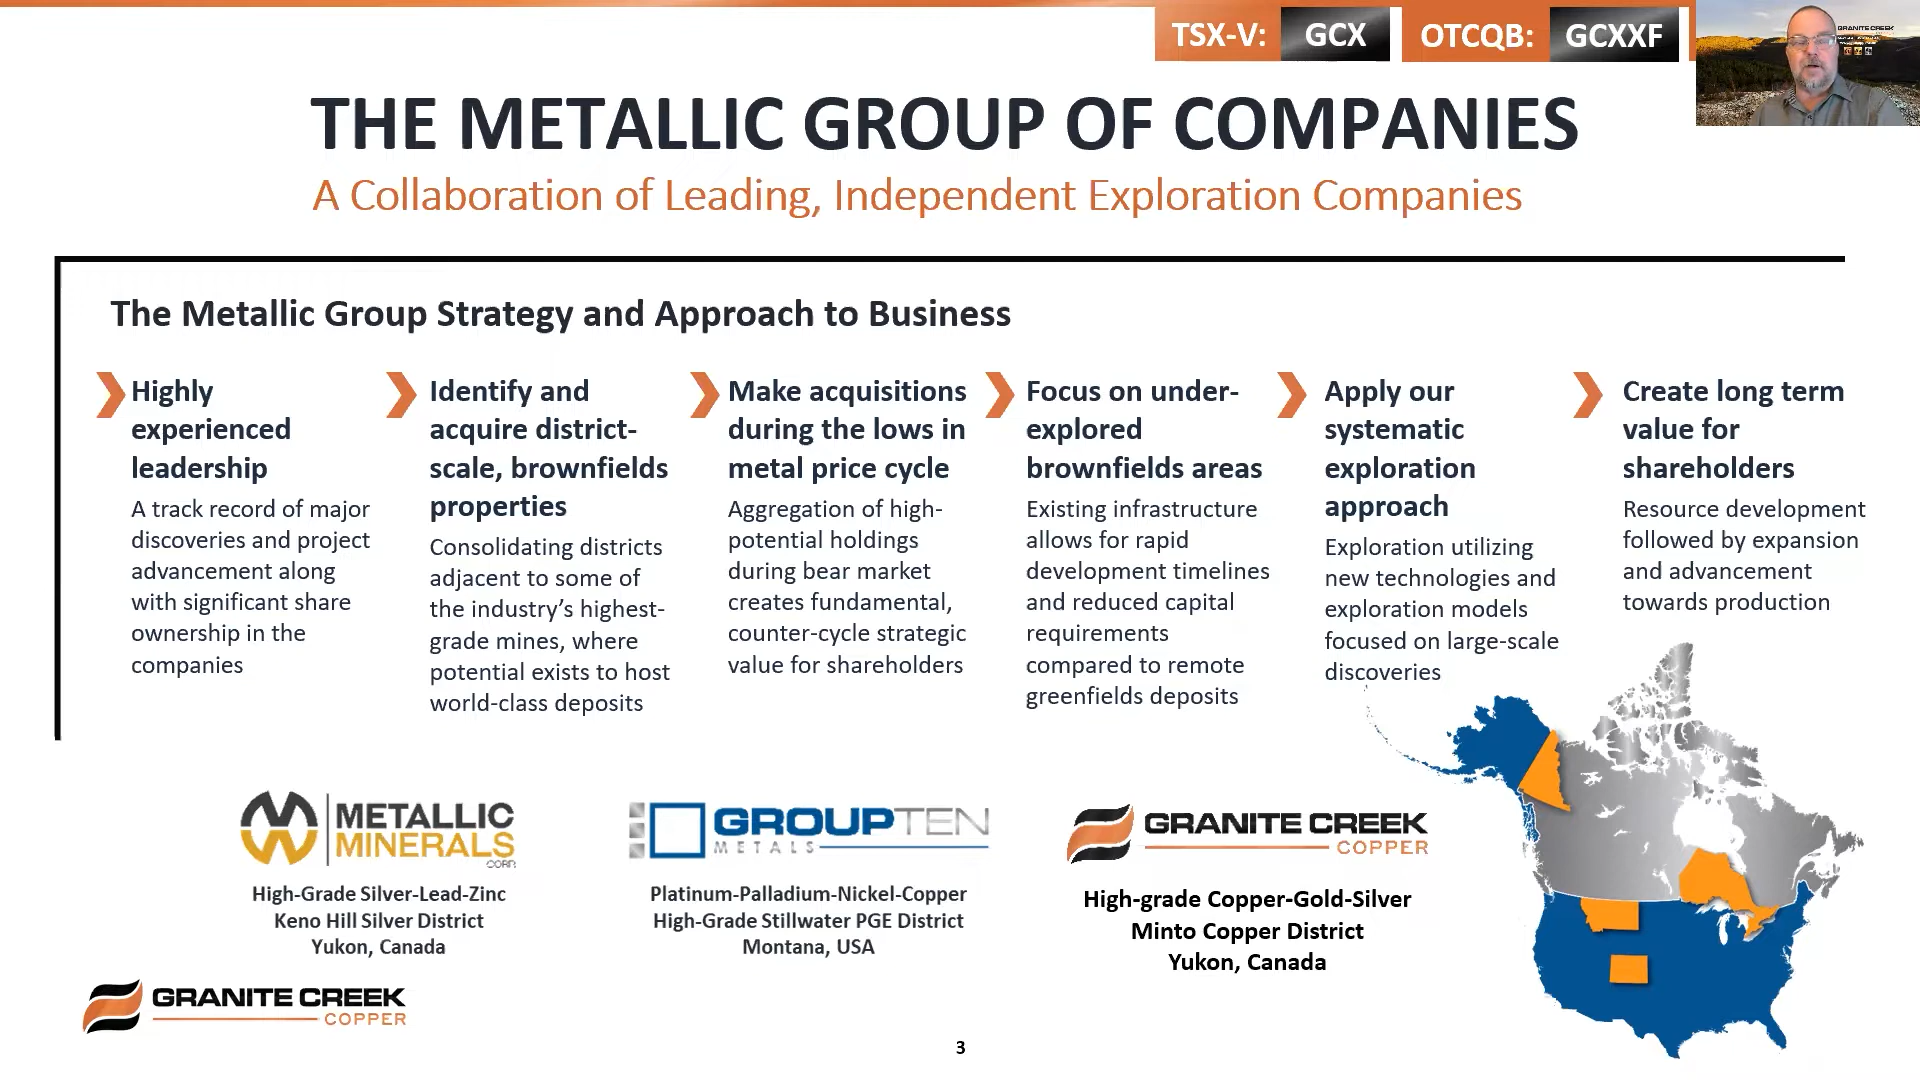 TSX-V: GCX OTCQB: GCXXF
GRANITE CREEK
THE METALLIC GROUP OF COMPANIES
A Collaboration of Leading, Independent Exploration Companies
The Metallic Group Strategy and Approach to Business
Highly
experienced
leadership
A track record of major
discoveries and project
advancement along
with significant share
ownership in the
companies
Identify and
acquire district-
scale, brownfields
properties
Consolidating districts
adjacent to some of
the industry’s highest-
grade mines, where
potential exists to host
world-class deposits
Make acquisitions
during the lows in
metal price cycle
Aggregation of high-
potential holdings
during bear market
creates fundamental,
counter-cycle strategic
value for shareholders
Focus on under-
explored
brownfields areas
Existing infrastructure
allows for rapid
development timelines
and reduced capital
requirements
compared to remote
greenfields deposits
Apply our
systematic
exploration
approach
Exploration utilizing
new technologies and
exploration models
focused on large-scale
discoveries
Create long term
value for
shareholders
Resource development
followed by expansion
and advancement
towards production
METALLIC
MINERALS
CORP.
High-Grade Silver-Lead-Zinc
Keno Hill Silver District
Yukon, Canada
GROUPTEN
METALS
Platinum-Palladium-Nickel-Copper
High-Grade Stillwater PGE District
Montana, USA
GRANITE CREEK
COPPER
High-grade Copper-Gold-Silver
Minto Copper District
Yukon, Canada
GRANITE CREEK
COPPER
3